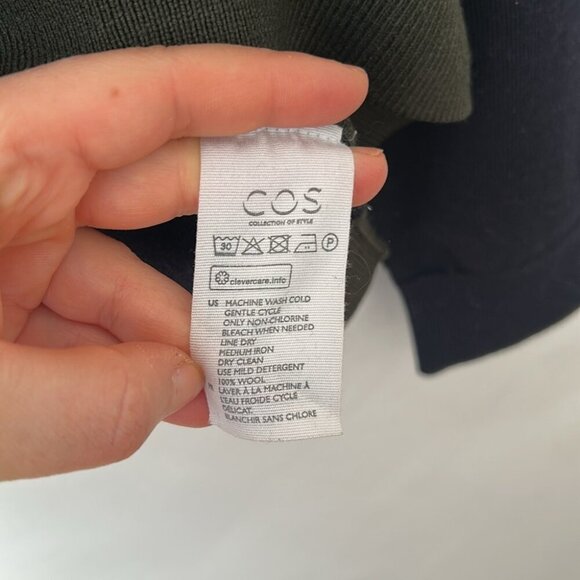 COS
COLLECTION OF STYLE
30 P
clevercare.info
US MACHINE WASH COLD
GENTLE CYCLE
ONLY NON-CHLORINE
BLEACH WHEN NEEDED
LINE DRY
MEDIUM IRON
DRY CLEAN
USE MILD DETERGENT
100% WOOL
LAVER À LA MACHINE À
L'EAU FROIDE CYCLE
DÉLICAT.
BLANCHIR SANS CHLORE